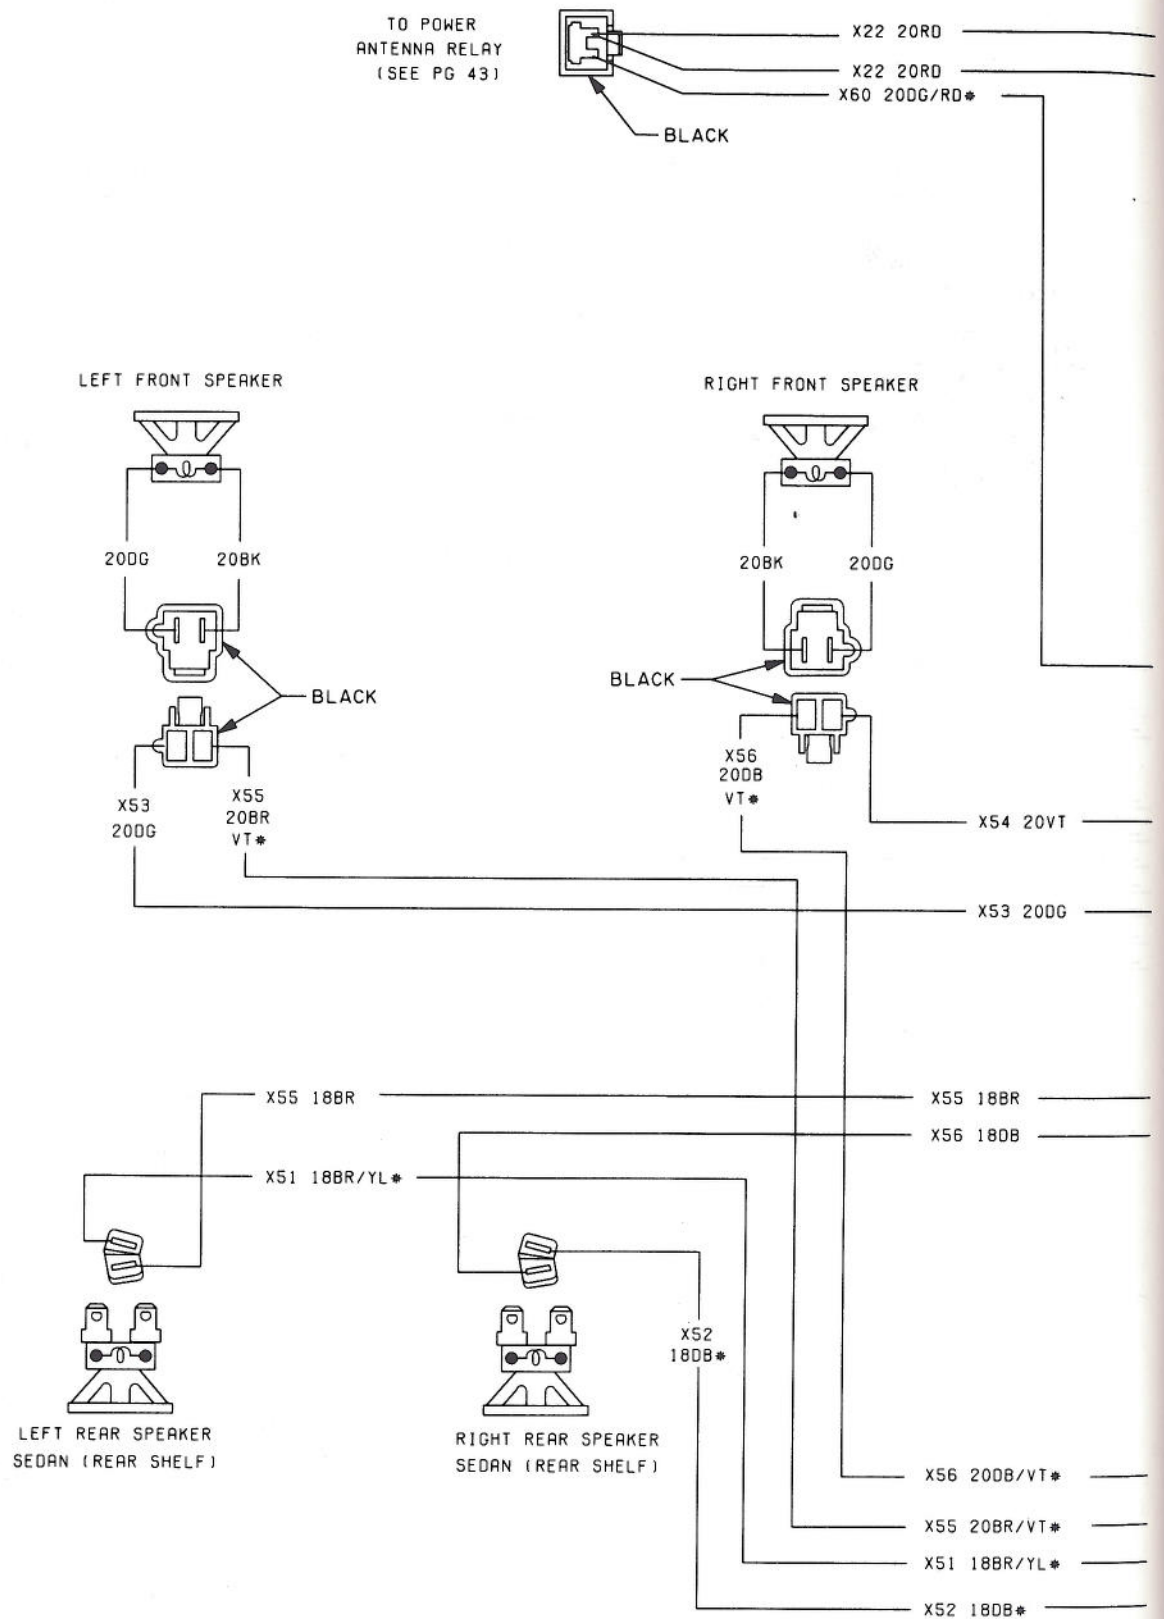 TO POWER
ANTENNA RELAY
(SEE PG 43)
X22 20RD
X22 20RD
X60 20DG/RD*
BLACK
LEFT FRONT SPEAKER
RIGHT FRONT SPEAKER
20DG
20BK
20BK
20DG
BLACK
BLACK
X53
20DG
X55
20BR
VT*
X56
20DB
VT*
X54 20VT
X53 20DG
X55 18BR
X55 18BR
X56 18DB
X51 18BR/YL*
X52
18DB*
LEFT REAR SPEAKER
SEDAN (REAR SHELF)
RIGHT REAR SPEAKER
SEDAN (REAR SHELF)
X56 20DB/VT*
X55 20BR/VT*
X51 18BR/YL*
X52 18DB*